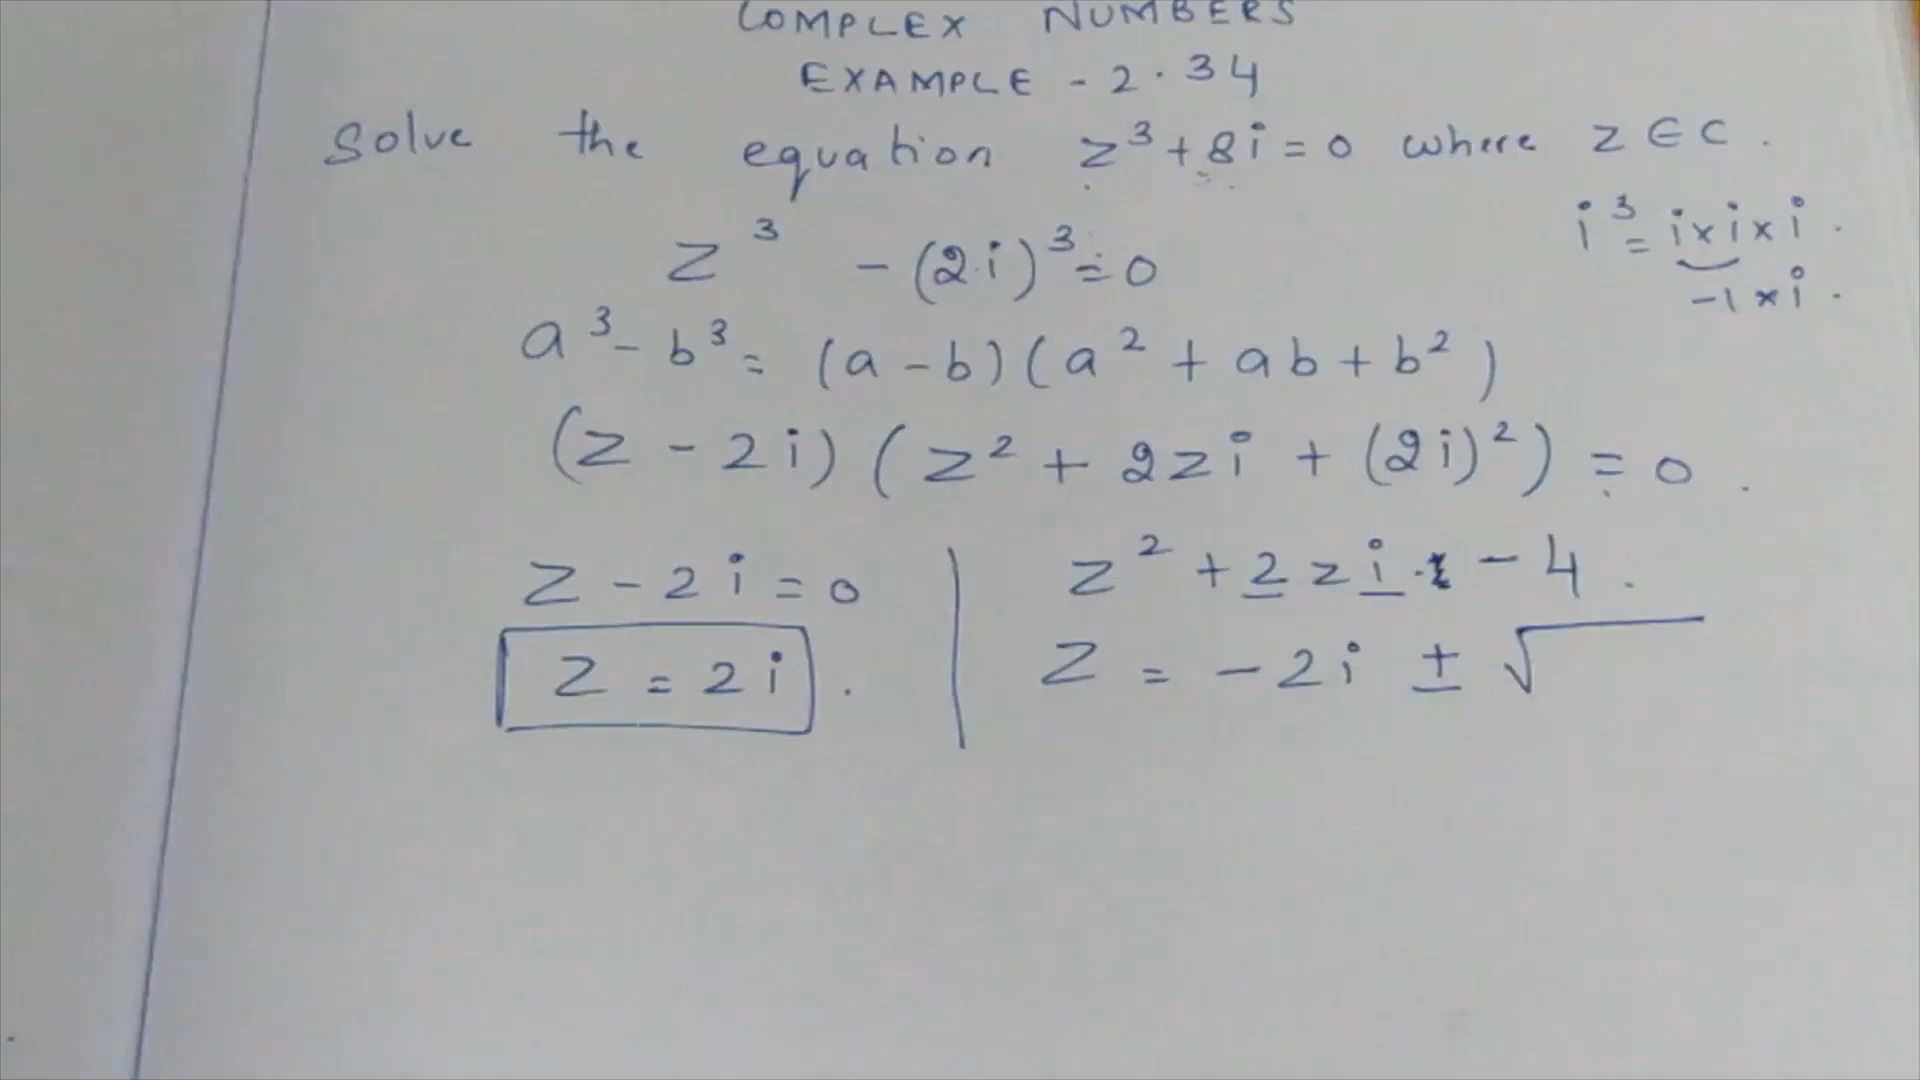 COMPLEX NUMBERS
EXAMPLE - 2.34
Solve the equation z³ + 8i = 0 where z ∈ C.
i³ = i × i × i.
-1 × i.
z³ - (2i)³ = 0
a³ - b³ = (a - b)(a² + ab + b²)
(z - 2i)(z² + 2zi + (2i)²) = 0.
z - 2i = 0
z = 2i.
z² + 2zi - 4.
z = -2i ± √